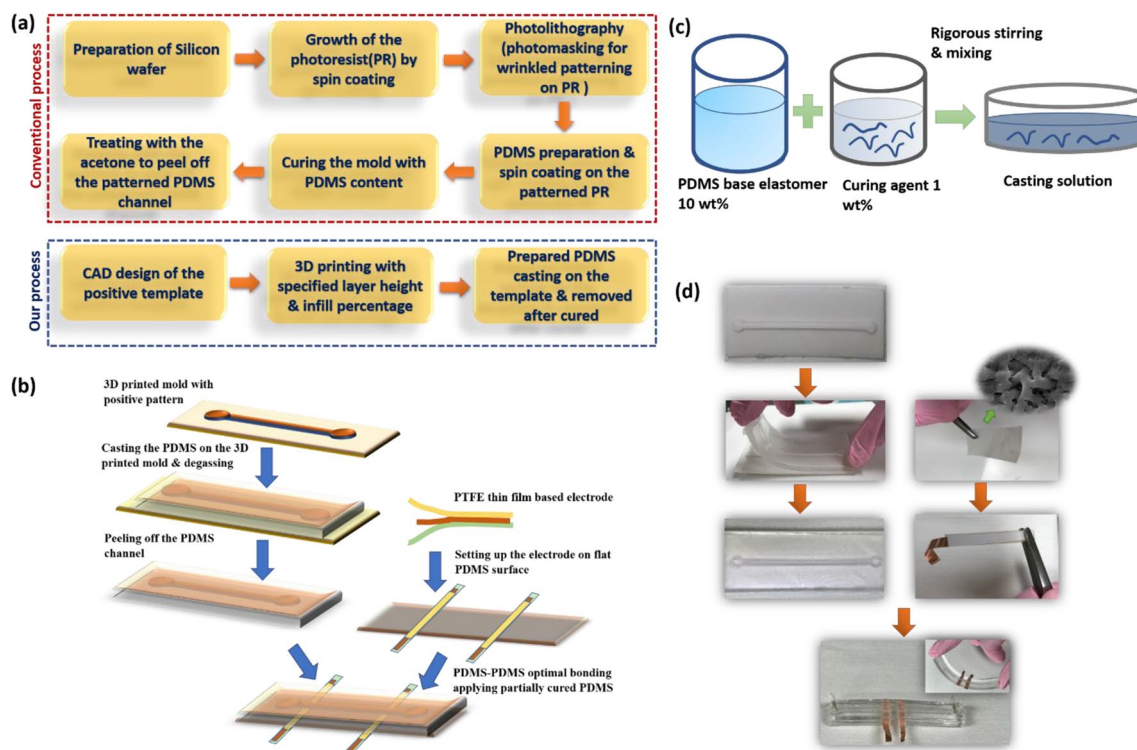 (a)
Conventional process
Preparation of Silicon
wafer
Growth of the
photoresist(PR) by
spin coating
Photolithography
(photomasking for
wrinkled patterning
on PR )
Treating with the
acetone to peel off
the patterned PDMS
channel
Curing the mold with
PDMS content
PDMS preparation &
spin coating on the
patterned PR
Our process
CAD design of the
positive template
3D printing with
specified layer height
& infill percentage
Prepared PDMS
casting on the
template & removed
after cured
(b)
3D printed mold with
positive pattern
Casting the PDMS on the 3D
printed mold & degassing
Peeling off the PDMS
channel
PTFE thin film based electrode
Setting up the electrode on flat
PDMS surface
PDMS-PDMS optimal bonding
applying partially cured PDMS
(c)
Rigorous stirring
& mixing
PDMS base elastomer
10 wt%
Curing agent 1
wt%
Casting solution
(d)